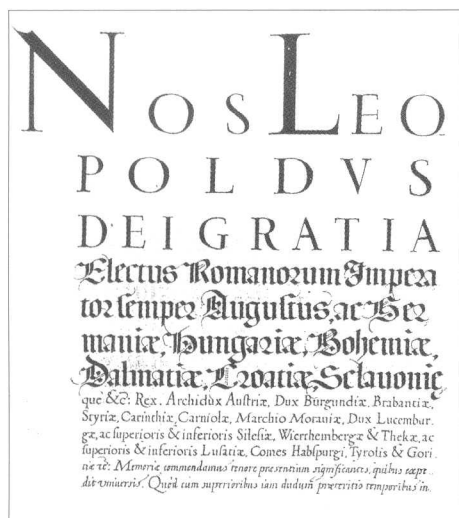 NOS LEO
POLDVS
DEI GRATIA
Electus Romanorum Impera
tor semper Augustus, ac Ger
maniæ, Hungariæ, Bohemiæ,
Dalmatiæ, Croatiæ, Sclauonię
que &c: Rex. Archidux Austriæ, Dux Burgundiæ, Brabantiæ,
Styriæ, Carinthiæ, Carniolæ, Marchio Morauiæ, Dux Lucembur,
gæ, ac superioris & inferioris Silesiæ, Wierthembergæ & Thekæ, ac
superioris & inferioris Lusatiæ, Comes Habspurgi, Tyrolis & Gori
tiæ &c: Memoriæ commendamus tenore præsentium significantes, quibus expe
dit vniuersis. Quod cum superioribus iam dudum præteritis temporibus in